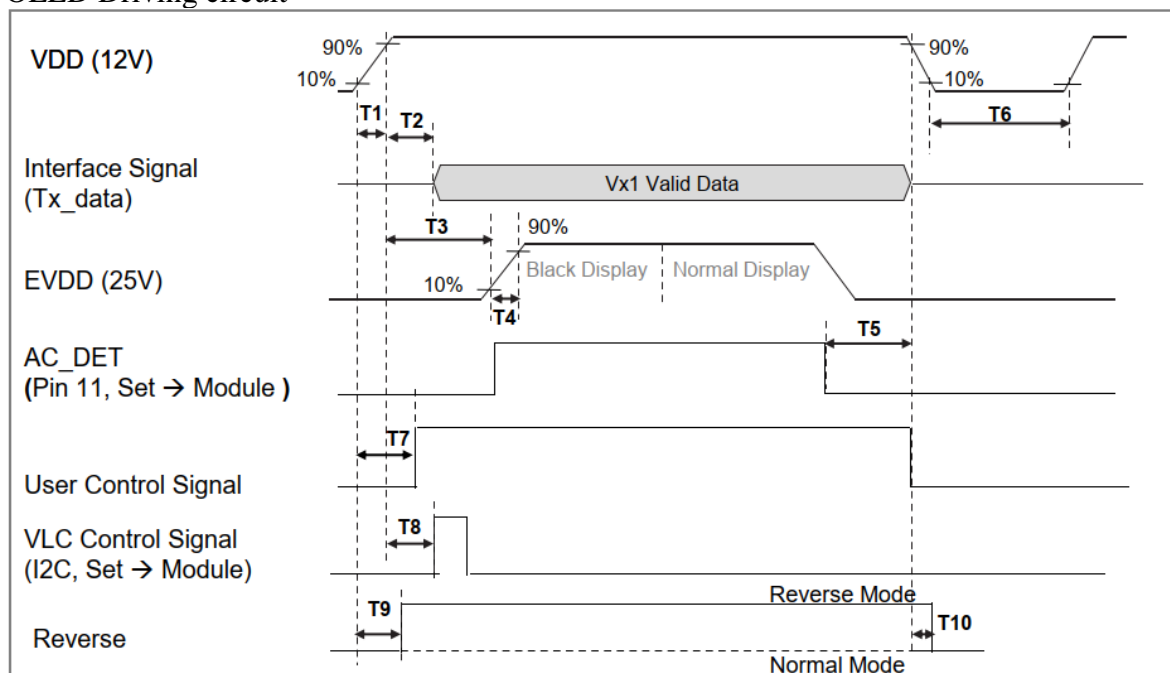 OLED Driving circuit
VDD (12V)
90%
10%
90%
10%
T1
T2
T6
Interface Signal
(Tx_data)
Vx1 Valid Data
T3
90%
EVDD (25V)
Black Display
Normal Display
10%
T4
T5
AC_DET
(Pin 11, Set → Module )
T7
User Control Signal
T8
VLC Control Signal
(I2C, Set → Module)
Reverse Mode
T9
T10
Reverse
Normal Mode